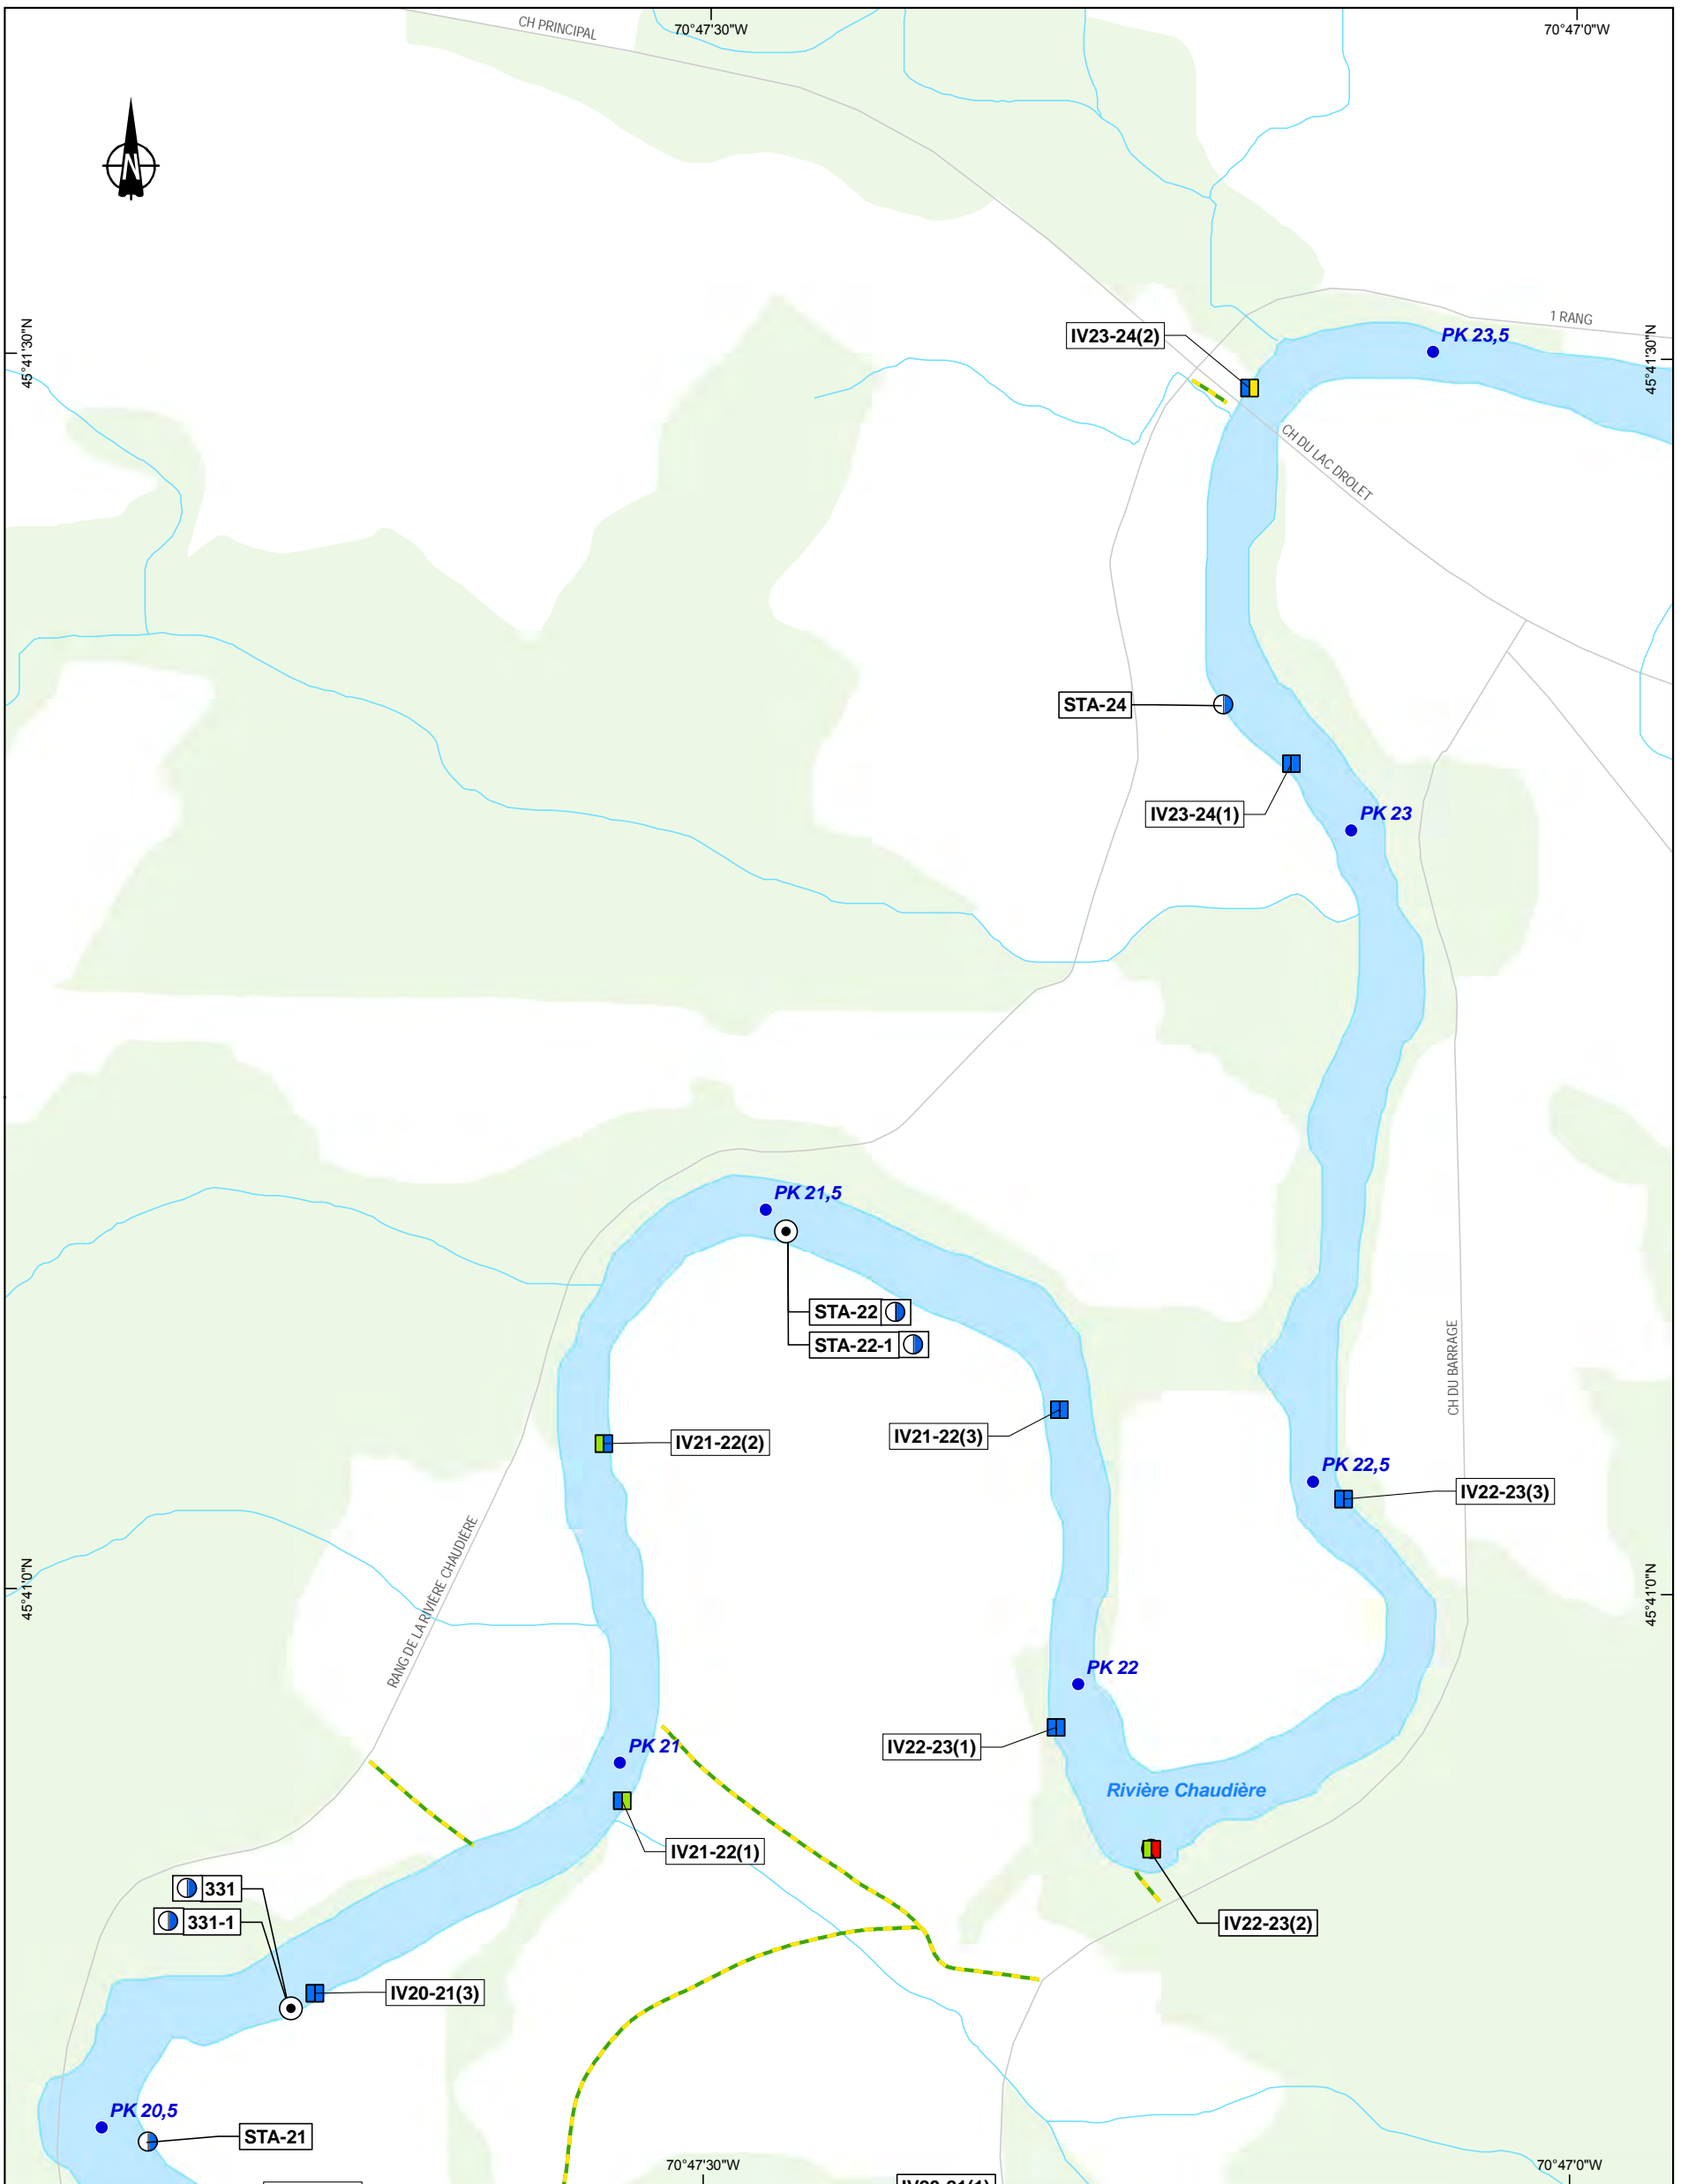 CH PRINCIPAL
70°47'30"W
70°47'0"W
N
45°41'30"N
45°41'30"N
1 RANG
IV23-24(2)
PK 23,5
CH DU LAC DROLET
STA-24
IV23-24(1)
PK 23
PK 21,5
STA-22
STA-22-1
CH DU BARRAGE
IV21-22(2)
IV21-22(3)
PK 22,5
IV22-23(3)
RANG DE LA RIVIÈRE CHAUDIÈRE
45°41'0"N
45°41'0"N
PK 22
IV22-23(1)
PK 21
Rivière Chaudière
IV21-22(1)
331
331-1
IV22-23(2)
IV20-21(3)
PK 20,5
STA-21
70°47'30"W
70°47'0"W